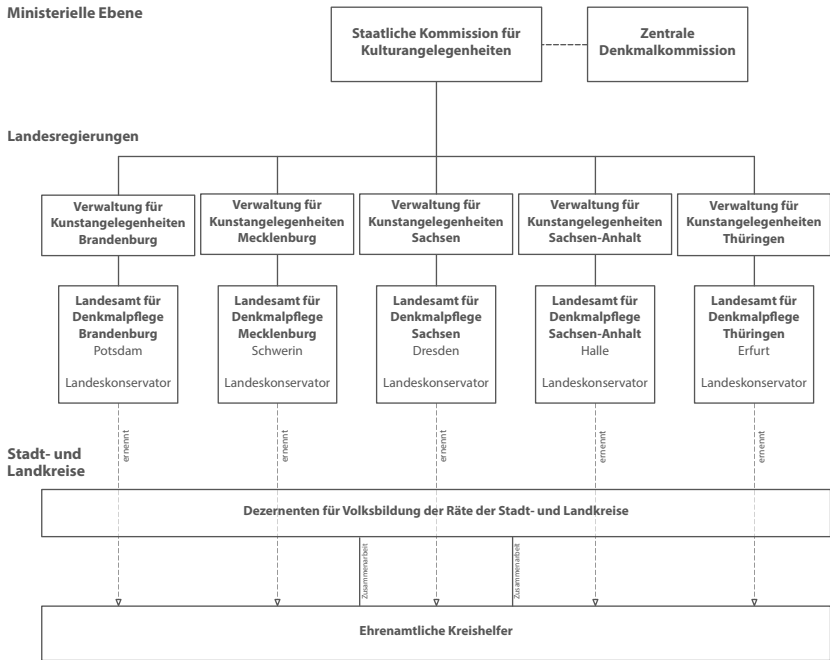 Ministerielle Ebene
Staatliche Kommission für
Kulturangelegenheiten
Zentrale
Denkmalkommission
Landesregierungen
Verwaltung für
Kunstangelegenheiten
Brandenburg
Verwaltung für
Kunstangelegenheiten
Mecklenburg
Verwaltung für
Kunstangelegenheiten
Sachsen
Verwaltung für
Kunstangelegenheiten
Sachsen-Anhalt
Verwaltung für
Kunstangelegenheiten
Thüringen
Landesamt für
Denkmalpflege
Brandenburg
Potsdam
Landeskonservator
Landesamt für
Denkmalpflege
Mecklenburg
Schwerin
Landeskonservator
Landesamt für
Denkmalpflege
Sachsen
Dresden
Landeskonservator
Landesamt für
Denkmalpflege
Sachsen-Anhalt
Halle
Landeskonservator
Landesamt für
Denkmalpflege
Thüringen
Erfurt
Landeskonservator
ernennt
ernennt
ernennt
ernennt
ernennt
Stadt- und
Landkreise
Dezernenten für Volksbildung der Räte der Stadt- und Landkreise
Zusammenarbeit
Zusammenarbeit
Ehrenamtliche Kreishelfer